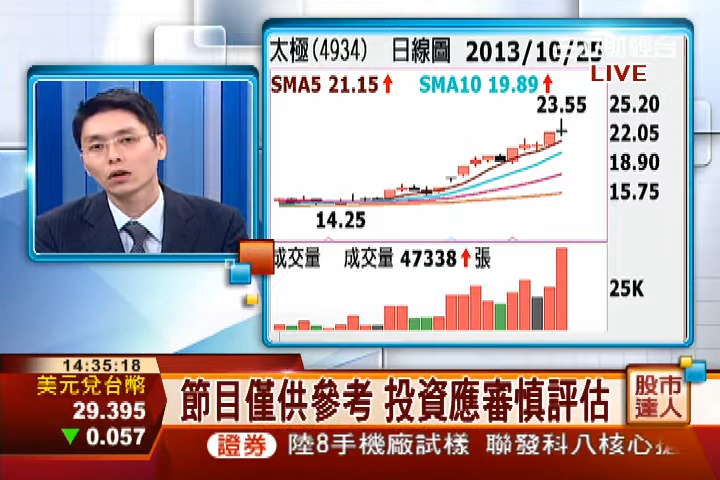 太極(4934) 日線圖 2013/10/25
LIVE
SMA5 21.15 SMA10 19.89
23.55
25.20
22.05
18.90
15.75
14.25
成交量 成交量 47338 張
25K
14:35:18
美元兌台幣
29.395
▼ 0.057
節目僅供參考 投資應審慎評估
股市
達人
證券 陸8手機廠試樣 聯發科八核心搶